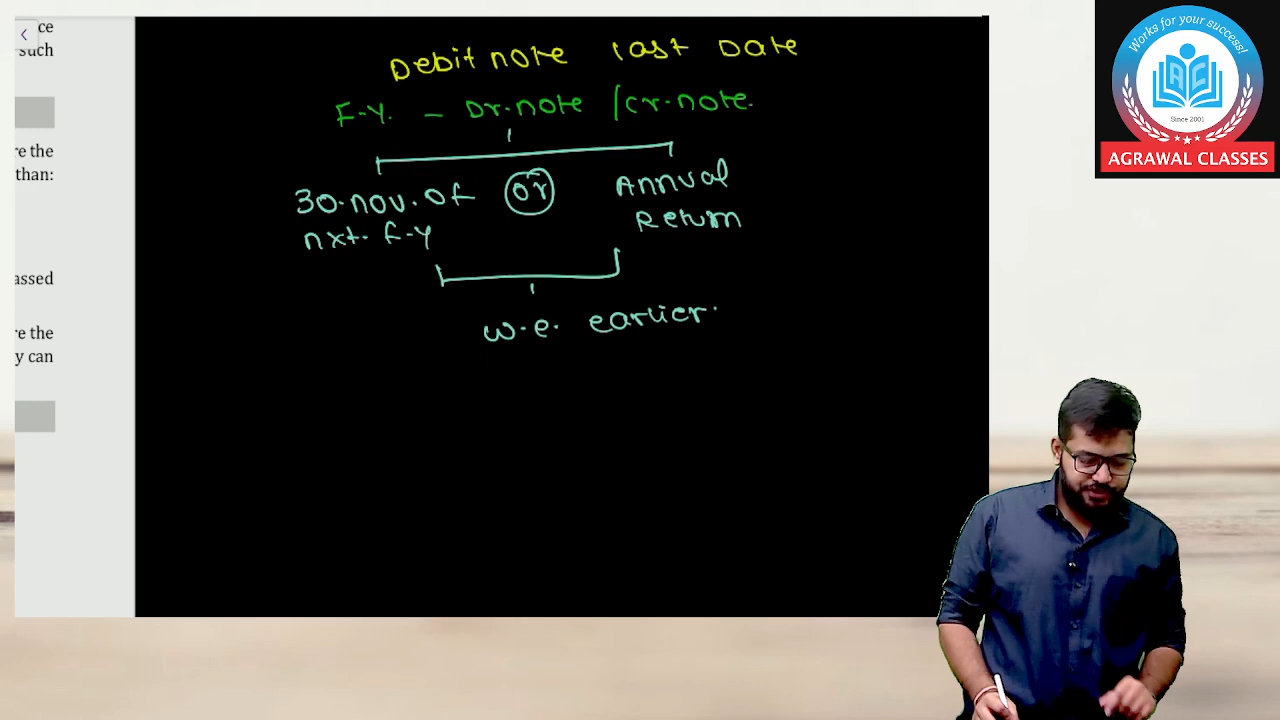 ce
such
re the
than:
assed
re the
y can
Debit note last Date
F-Y. - Dr.note / cr.note.
30.nov. of or Annual
nxt. f-y Return
w.e. earlier.
Works for your success!
AC
Since 2001
AGRAWAL CLASSES